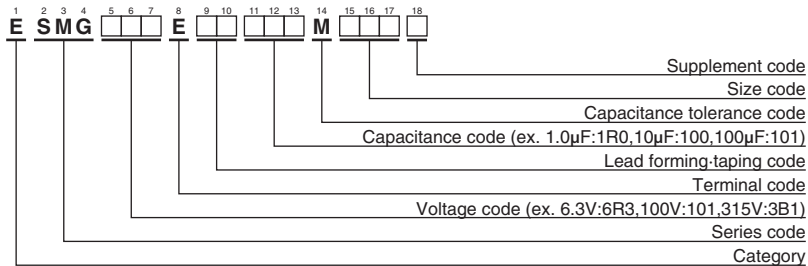 1 2 3 4 5 6 7 8 9 10 11 12 13 14 15 16 17 18
E SMG E M
Supplement code
Size code
Capacitance tolerance code
Capacitance code (ex. 1.0μF:1R0,10μF:100,100μF:101)
Lead forming·taping code
Terminal code
Voltage code (ex. 6.3V:6R3,100V:101,315V:3B1)
Series code
Category